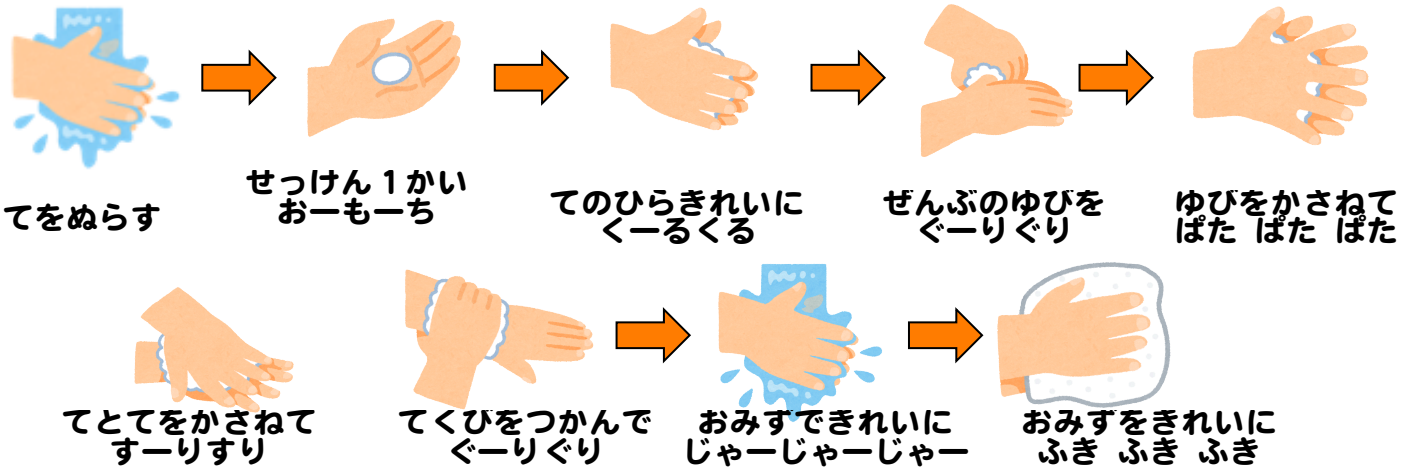 てをぬらす
せっけん１かい
おーもーち
てのひらきれいに
くーるくる
ぜんぶのゆびを
ぐーりぐり
ゆびをかさねて
ぱた ぱた ぱた
てとてをかさねて
すーりすり
てくびをつかんで
ぐーりぐり
おみずできれいに
じゃーじゃーじゃー
おみずをきれいに
ふき ふき ふき